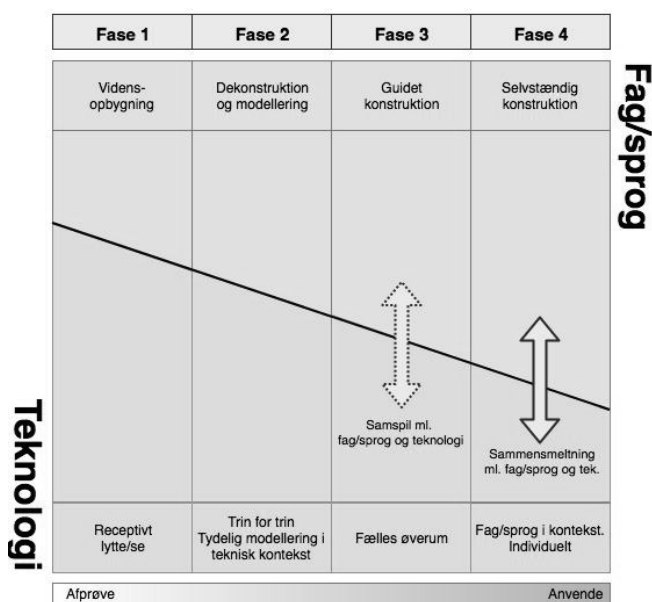 Fase 1
Fase 2
Fase 3
Fase 4
Videns-
opbygning
Dekonstruktion
og modellering
Guidet
konstruktion
Selvstændig
konstruktion
Fag/sprog
Samspil ml.
fag/sprog og teknologi
Sammensmeltning
ml. fag/sprog og tek.
Teknologi
Receptivt
lytte/se
Trin for trin
Tydelig modellering i
teknisk kontekst
Fælles øverum
Fag/sprog i kontekst.
Individuelt
Afprøve
Anvende